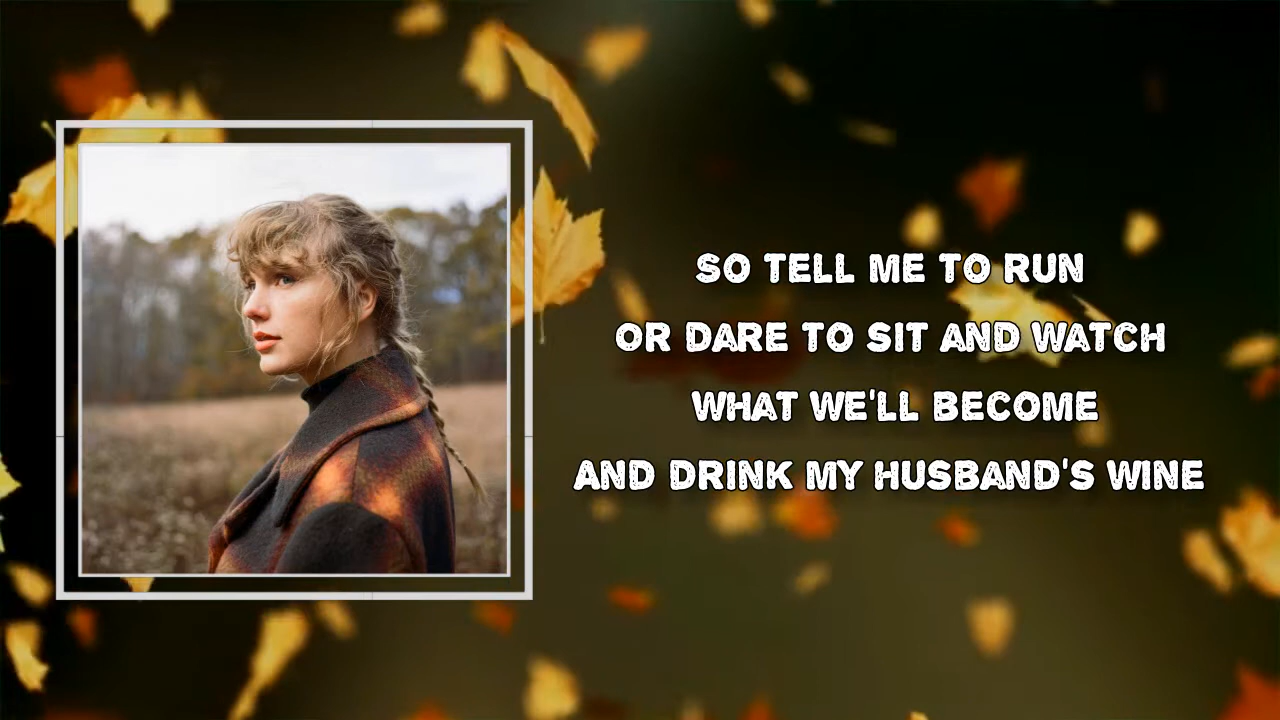 SO TELL ME TO RUN
OR DARE TO SIT AND WATCH
WHAT WE'LL BECOME
AND DRINK MY HUSBAND'S WINE